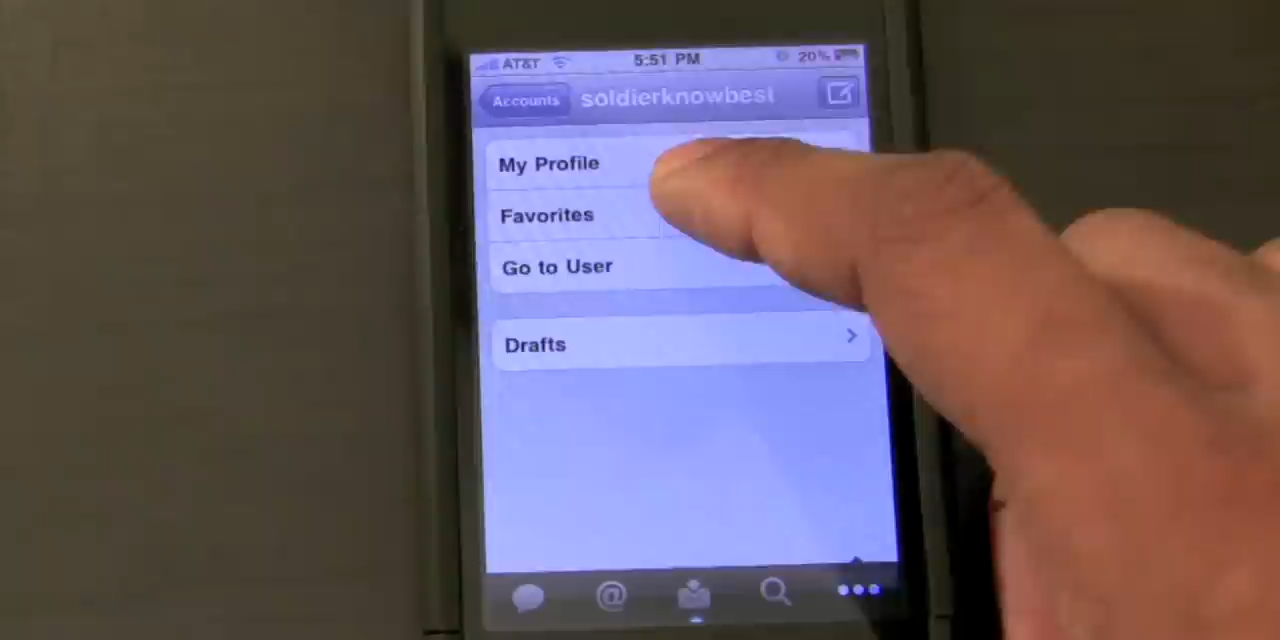 AT&T 5:51 PM 20%
Accounts soldierknowbest
My Profile
Favorites
Go to User
Drafts